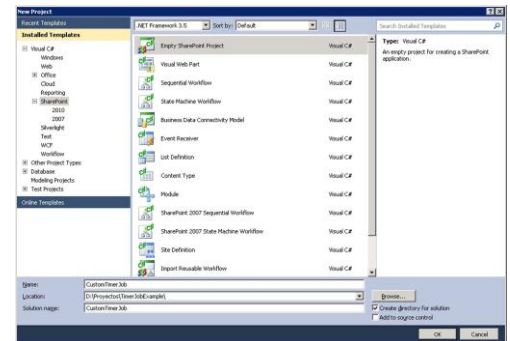 New Project
Recent Templates
Installed Templates
Visual C#
Windows
Web
Office
Cloud
Reporting
SharePoint
2010
2007
Silverlight
Test
WCF
Workflow
Other Project Types
Database
Modeling Projects
Test Projects
Online Templates
.NET Framework 3.5 Sort by: Default
Empty SharePoint Project Visual C#
Visual Web Part Visual C#
Sequential Workflow Visual C#
State Machine Workflow Visual C#
Business Data Connectivity Model Visual C#
Event Receiver Visual C#
List Definition Visual C#
Content Type Visual C#
Module Visual C#
SharePoint 2007 Sequential Workflow Visual C#
SharePoint 2007 State Machine Workflow Visual C#
Site Definition Visual C#
Import Reusable Workflow Visual C#
Search Installed Templates
Type: Visual C#
An empty project for creating a SharePoint
application.
Name: CustomTimerJob
Location: D:\Proyectos\TimerJobExample\ Browse...
Solution name: CustomTimerJob
Create directory for solution
Add to source control
OK Cancel